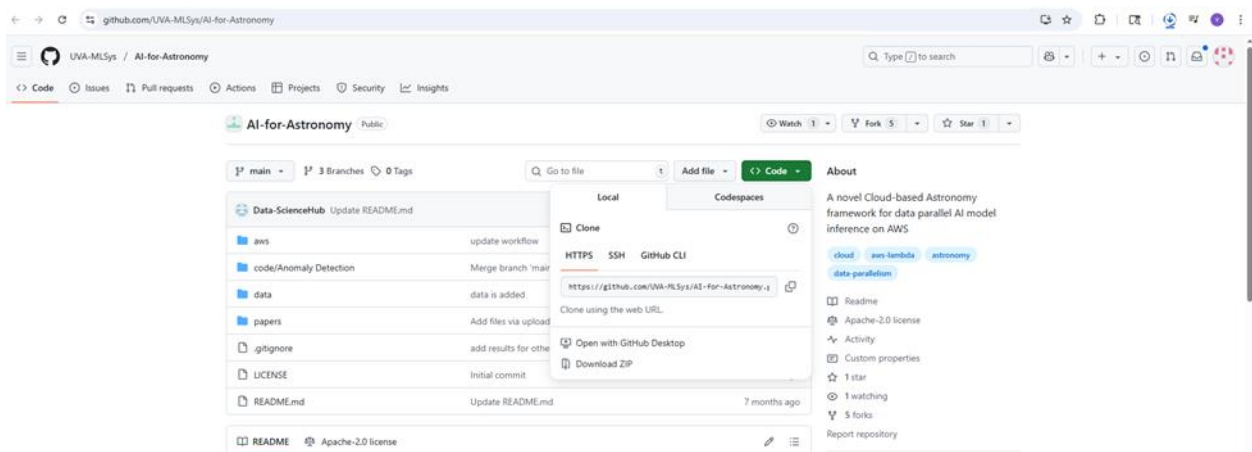 github.com/UVA-MLSys/AI-for-Astronomy
UVA-MLSys / AI-for-Astronomy
Type / to search
Code Issues Pull requests Actions Projects Security Insights
AI-for-Astronomy Public
Watch 1 Fork 5 Star 1
main 3 Branches 0 Tags
Go to file t Add file Code
Data-ScienceHub Update README.md
aws update workflow
code/Anomaly Detection Merge branch 'main
data data is added
papers Add files via upload
.gitignore add results for othe
LICENSE Initial commit
README.md Update README.md 7 months ago
README Apache-2.0 license
Local Codespaces
Clone
HTTPS SSH GitHub CLI
https://github.com/UVA-MLSys/AI-for-Astronomy.g
Clone using the web URL.
Open with GitHub Desktop
Download ZIP
About
A novel Cloud-based Astronomy
framework for data parallel AI model
inference on AWS
cloud aws-lambda astronomy
data-parallelism
Readme
Apache-2.0 license
Activity
Custom properties
1 star
1 watching
5 forks
Report repository